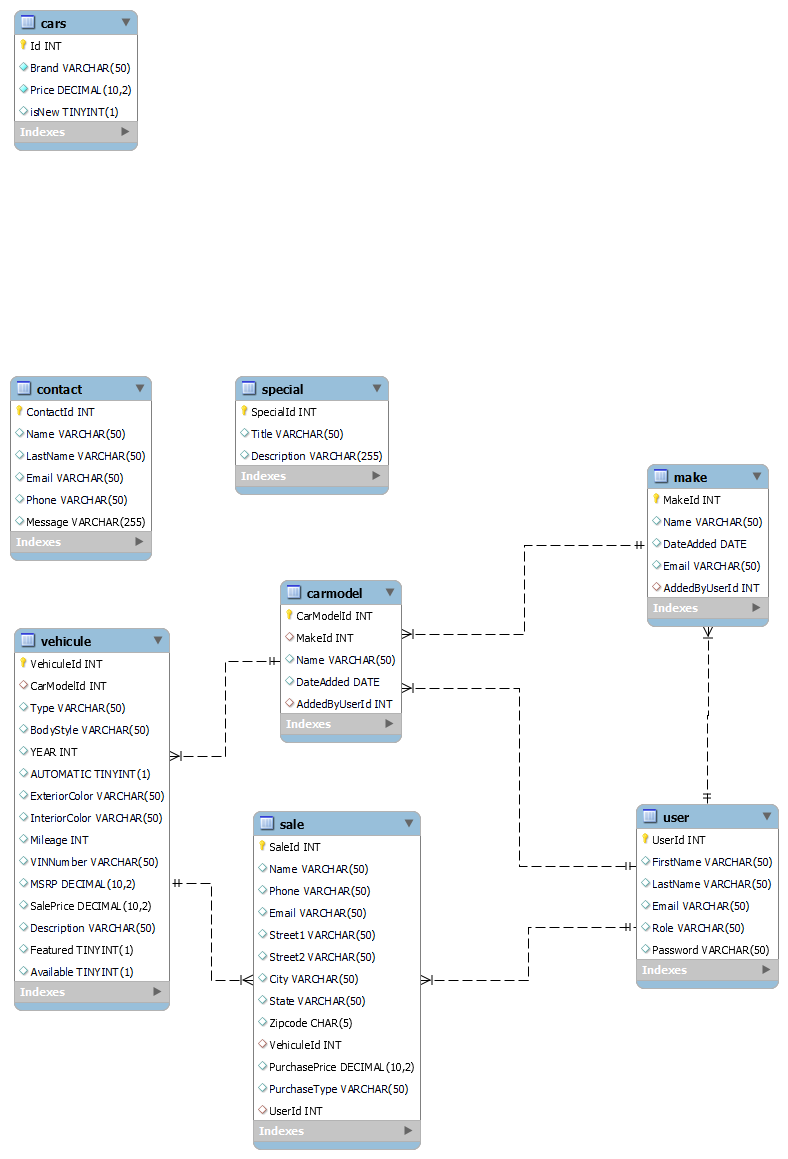 cars
Id INT
Brand VARCHAR(50)
Price DECIMAL(10,2)
isNew TINYINT(1)
Indexes
contact
ContactId INT
Name VARCHAR(50)
LastName VARCHAR(50)
Email VARCHAR(50)
Phone VARCHAR(50)
Message VARCHAR(255)
Indexes
special
SpecialId INT
Title VARCHAR(50)
Description VARCHAR(255)
Indexes
make
MakeId INT
Name VARCHAR(50)
DateAdded DATE
Email VARCHAR(50)
AddedByUserId INT
Indexes
carmodel
CarModelId INT
MakeId INT
Name VARCHAR(50)
DateAdded DATE
AddedByUserId INT
Indexes
vehicule
VehiculeId INT
CarModelId INT
Type VARCHAR(50)
BodyStyle VARCHAR(50)
YEAR INT
AUTOMATIC TINYINT(1)
ExteriorColor VARCHAR(50)
InteriorColor VARCHAR(50)
Mileage INT
VINNumber VARCHAR(50)
MSRP DECIMAL(10,2)
SalePrice DECIMAL(10,2)
Description VARCHAR(50)
Featured TINYINT(1)
Available TINYINT(1)
Indexes
sale
SaleId INT
Name VARCHAR(50)
Phone VARCHAR(50)
Email VARCHAR(50)
Street1 VARCHAR(50)
Street2 VARCHAR(50)
City VARCHAR(50)
State VARCHAR(50)
Zipcode CHAR(5)
VehiculeId INT
PurchasePrice DECIMAL(10,2)
PurchaseType VARCHAR(50)
UserId INT
Indexes
user
UserId INT
FirstName VARCHAR(50)
LastName VARCHAR(50)
Email VARCHAR(50)
Role VARCHAR(50)
Password VARCHAR(50)
Indexes